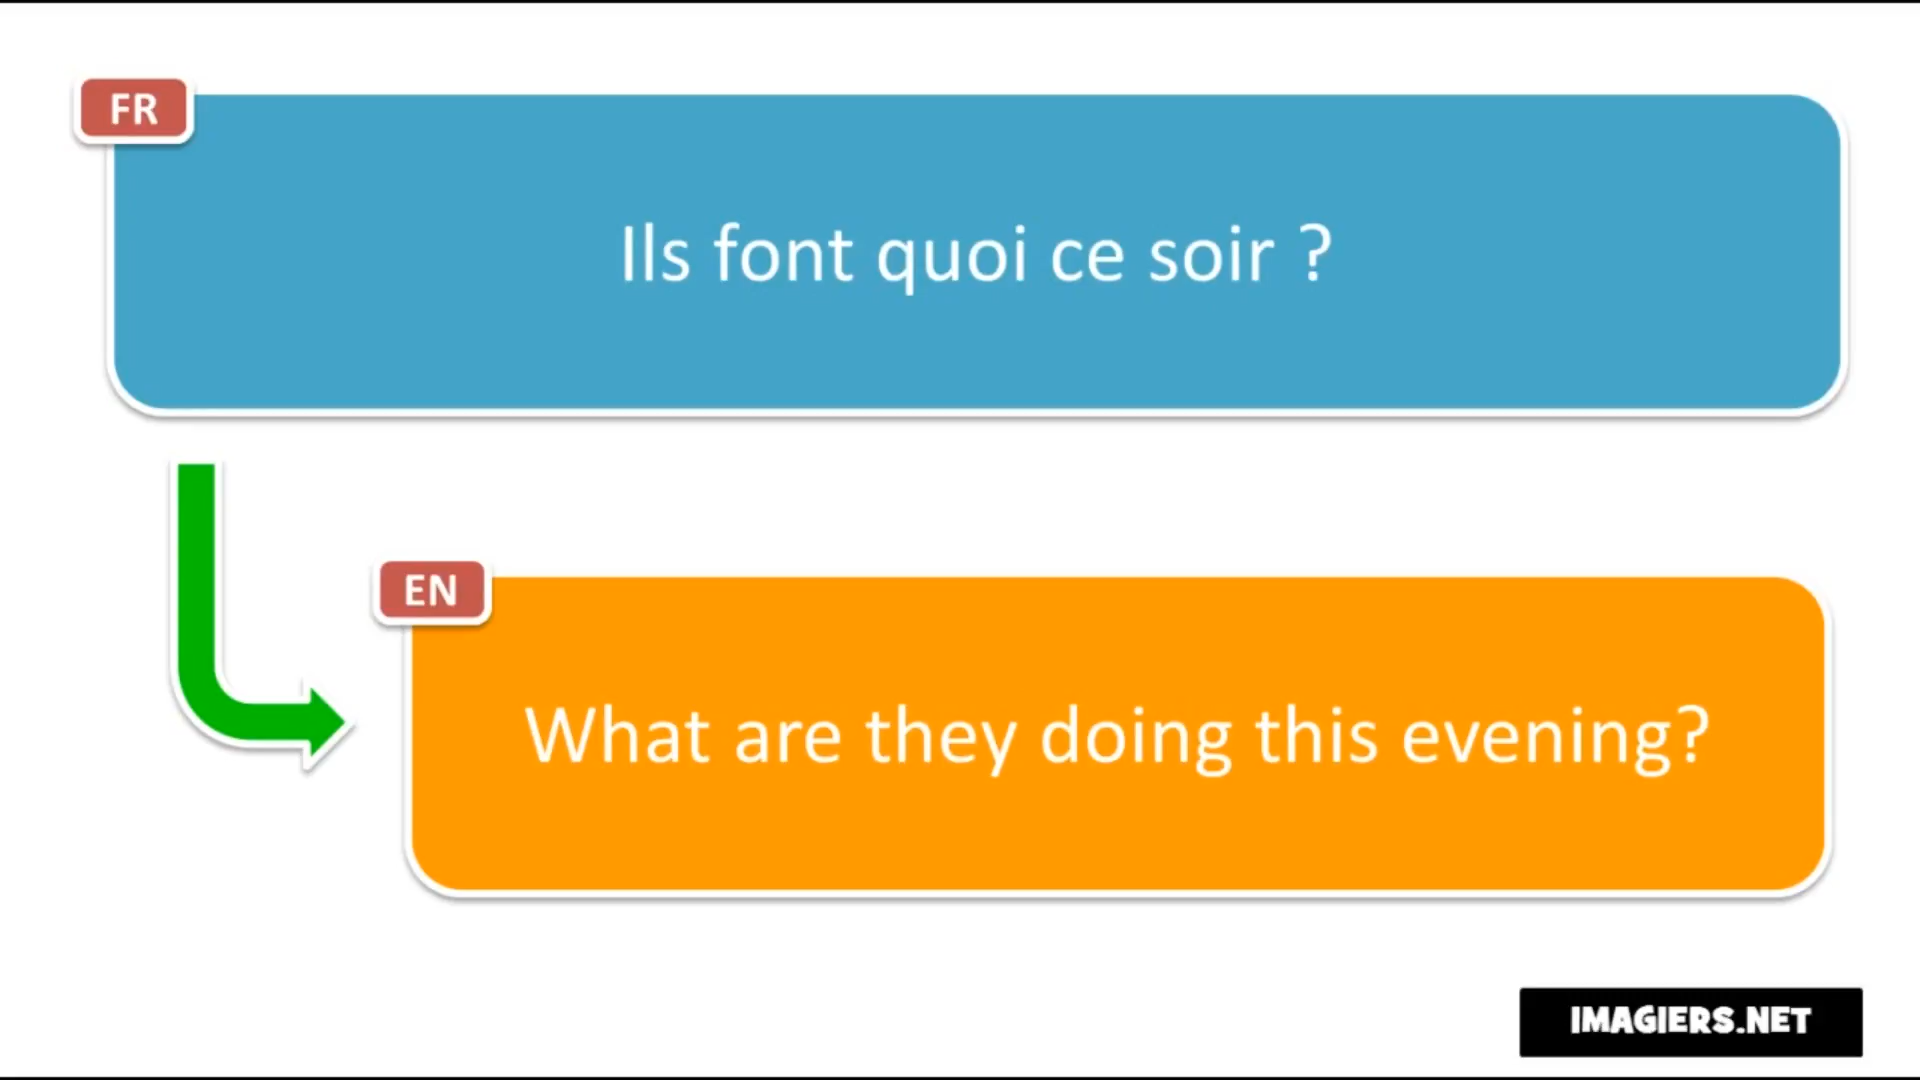 FR
Ils font quoi ce soir ?
EN
What are they doing this evening?
IMAGIERS.NET